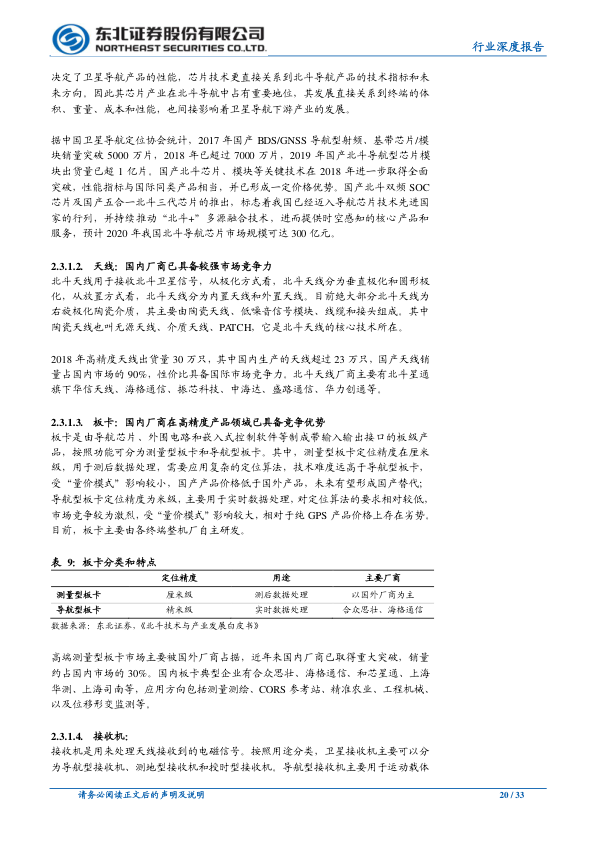 东北证券股份有限公司
NORTHEAST SECURITIES CO.,LTD.
行业深度报告
决定了卫星导航产品的性能，芯片技术更直接关系到北斗导航产品的技术指标和未
来方向。因此其芯片产业在北斗导航中占有重要地位，其发展直接关系到终端的体
积、重量、成本和性能，也间接影响着卫星导航下游产业的发展。
据中国卫星导航定位协会统计，2017 年国产 BDS/GNSS 导航型射频、基带芯片/模
块销量突破 5000 万片，2018 年已超过 7000 万片，2019 年国产北斗导航型芯片模
块出货量已超 1 亿片。国产北斗芯片、模块等关键技术在 2018 年进一步取得全面
突破，性能指标与国际同类产品相当，并已形成一定价格优势。国产北斗双频 SOC
芯片及国产五合一北斗三代芯片的推出，标志着我国已经迈入导航芯片技术先进国
家的行列，并持续推动“北斗+”多源融合技术，进而提供时空感知的核心产品和
服务，预计 2020 年我国北斗导航芯片市场规模可达 300 亿元。
2.3.1.2. 天线：国内厂商已具备较强市场竞争力
北斗天线用于接收北斗卫星信号，从极化方式看，北斗天线分为垂直极化和圆形极
化，从放置方式看，北斗天线分为内置天线和外置天线。目前绝大部分北斗天线为
右旋极化陶瓷介质，其主要由陶瓷天线、低噪音信号模块、线缆和接头组成。其中
陶瓷天线也叫无源天线、介质天线、PATCH，它是北斗天线的核心技术所在。
2018 年高精度天线出货量 30 万只，其中国内生产的天线超过 23 万只，国产天线销
量占国内市场的 90%，性价比具备国际市场竞争力。北斗天线厂商主要有北斗星通
旗下华信天线、海格通信、振芯科技、中海达、盛路通信、华力创通等。
2.3.1.3. 板卡：国内厂商在高精度产品领域已具备竞争优势
板卡是由导航芯片、外围电路和嵌入式控制软件等制成带输入输出接口的板级产
品，按照功能可分为测量型板卡和导航型板卡。其中，测量型板卡定位精度在厘米
级，用于测后数据处理，需要应用复杂的定位算法，技术难度远高于导航型板卡，
受“量价模式”影响较小，国产产品价格低于国外产品，未来有望形成国产替代；
导航型板卡定位精度为米级，主要用于实时数据处理，对定位算法的要求相对较低，
市场竞争较为激烈，受“量价模式”影响较大，相对于纯 GPS 产品价格上存在劣势。
目前，板卡主要由各终端整机厂自主研发。
表 9：板卡分类和特点
定位精度 用途 主要厂商
测量型板卡 厘米级 测后数据处理 以国外厂商为主
导航型板卡 精米级 实时数据处理 合众思壮、海格通信
数据来源：东北证券，《北斗技术与产业发展白皮书》
高端测量型板卡市场主要被国外厂商占据，近年来国内厂商已取得重大突破，销量
约占国内市场的 30%。国内板卡典型企业有合众思壮、海格通信、和芯星通、上海
华测、上海司南等，应用方向包括测量测绘、CORS 参考站、精准农业、工程机械、
以及位移形变监测等。
2.3.1.4. 接收机：
接收机是用来处理天线接收到的电磁信号。按照用途分类，卫星接收机主要可以分
为导航型接收机、测地型接收机和授时型接收机。导航型接收机主要用于运动载体
请务必阅读正文后的声明及说明
20 / 33